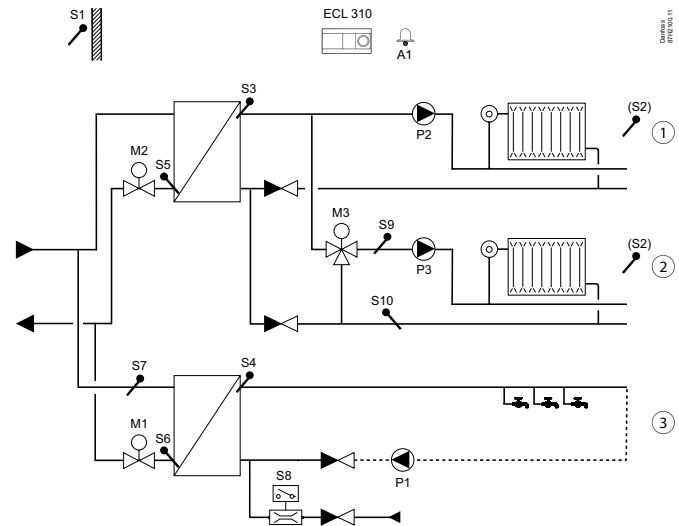 S1
ECL 310
A1
Danfoss
87H2100.11
S3
P2
(S2)
1
M2
S5
M3
S9
P3
(S2)
2
S10
S7
S4
3
M1
S6
P1
S8